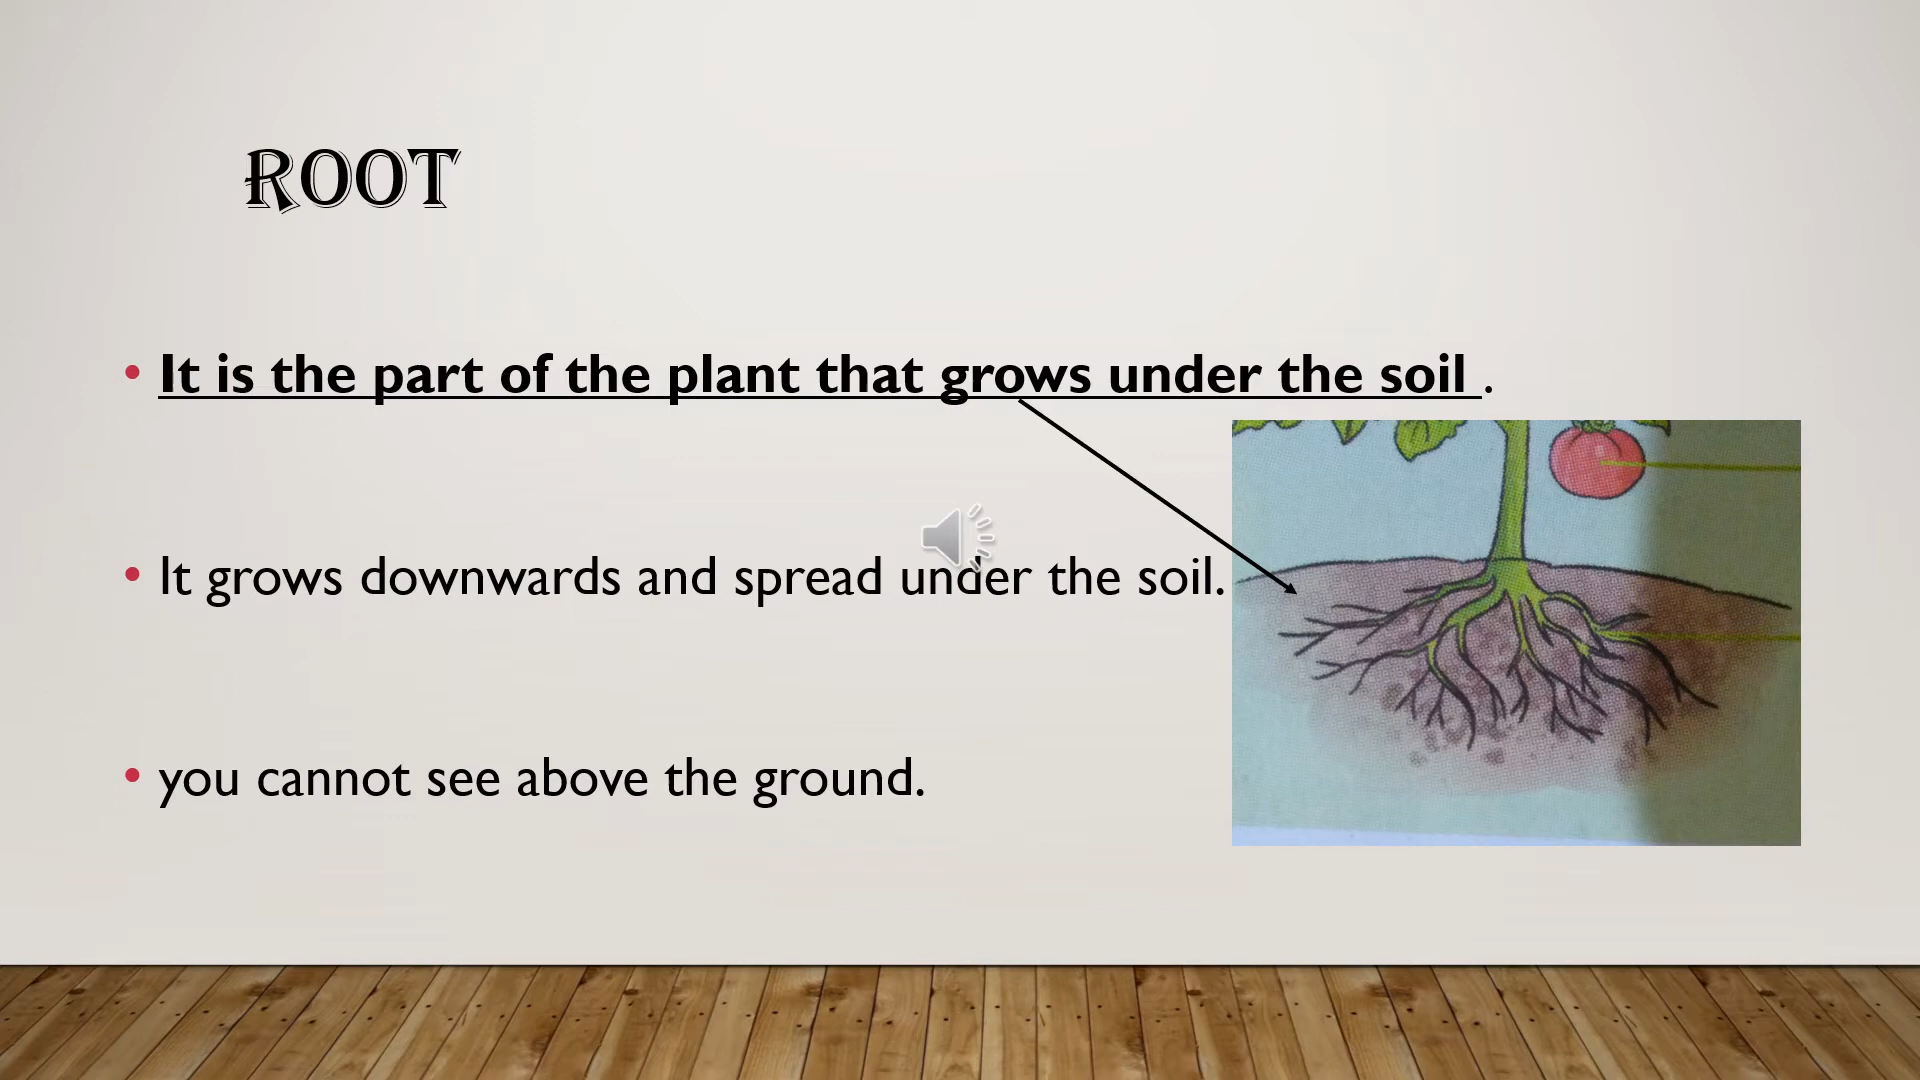 ROOT
• It is the part of the plant that grows under the soil .
• It grows downwards and spread under the soil.
• you cannot see above the ground.